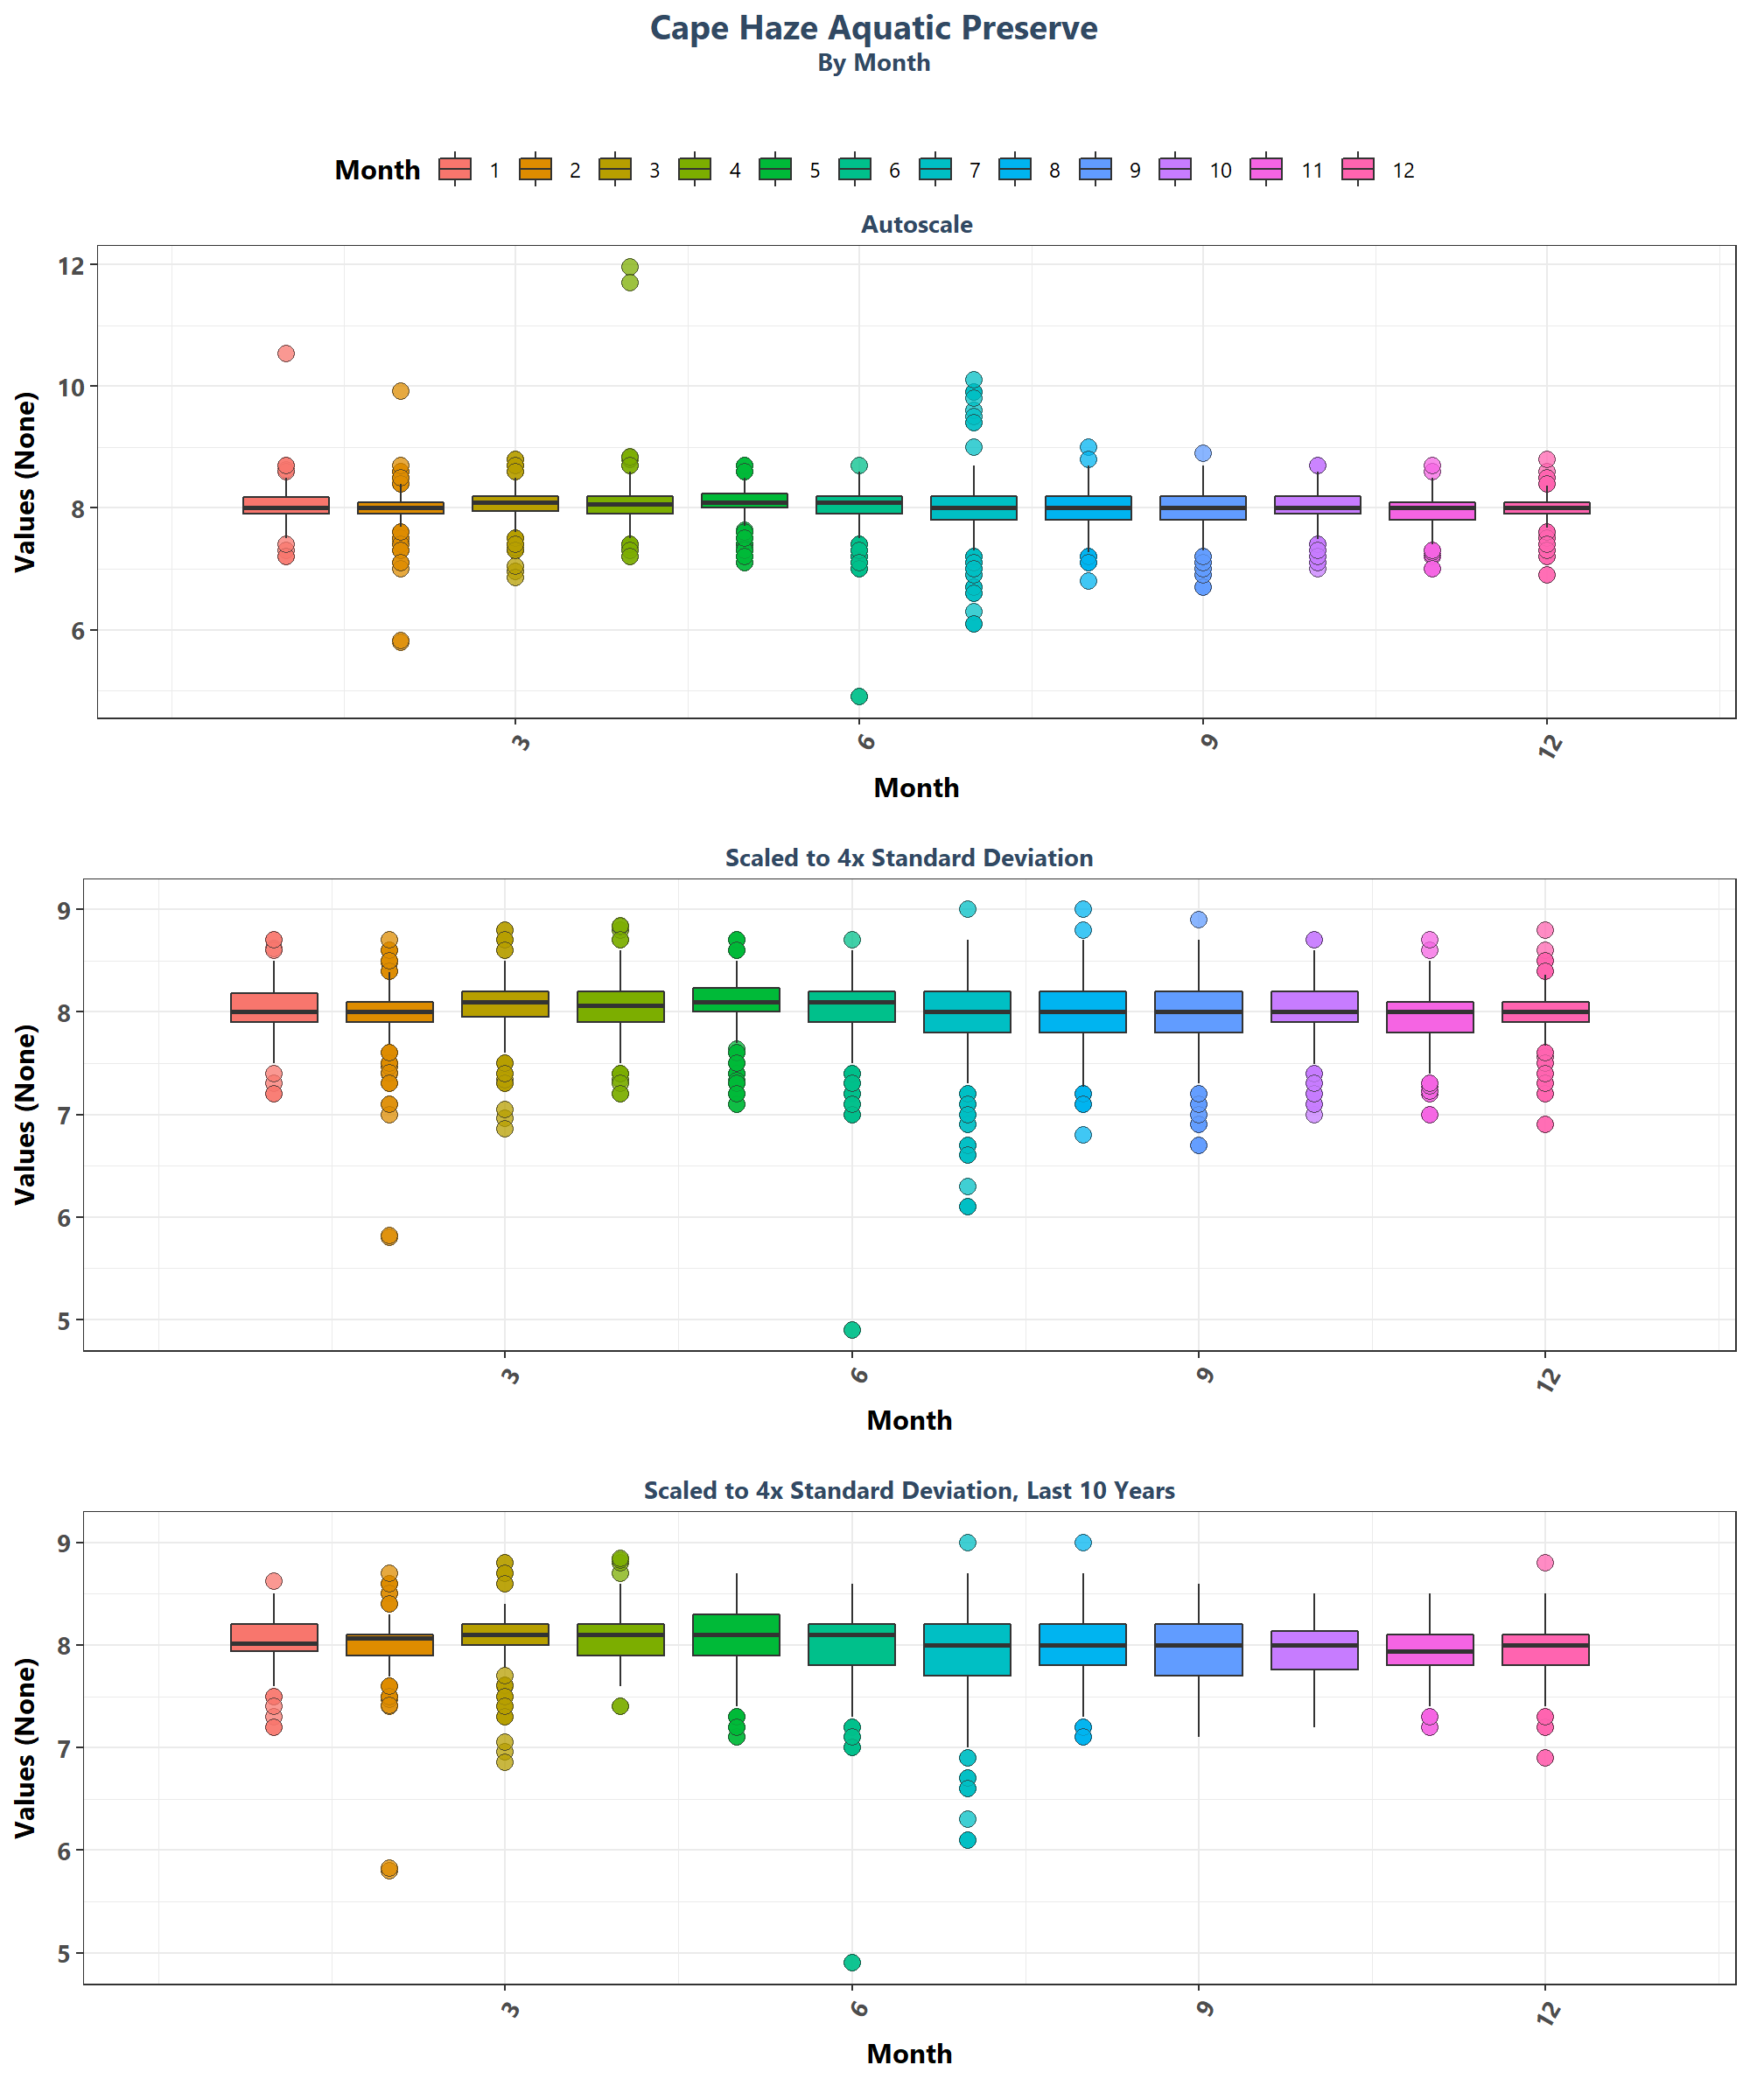 Cape Haze Aquatic Preserve
By Month
Month 1 2 3 4 5 6 7 8 9 10 11 12
Autoscale
Values (None)
12
10
8
6
3 6 9 12
Month
Scaled to 4x Standard Deviation
Values (None)
9
8
7
6
5
3 6 9 12
Month
Scaled to 4x Standard Deviation, Last 10 Years
Values (None)
9
8
7
6
5
3 6 9 12
Month